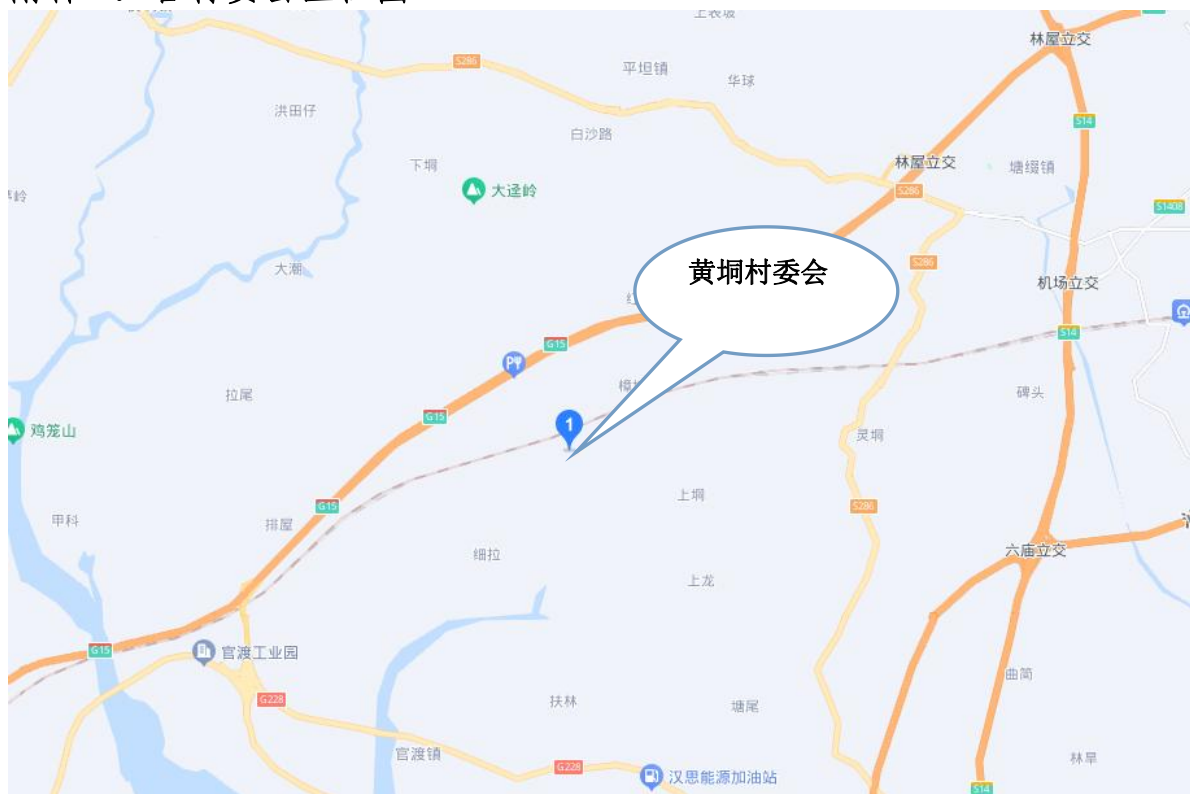 上表坡
林屋立交
S286
平坦镇
华球
洪田仔
S14
白沙路
下垌
林屋立交
塘㙍镇
大迳岭
S286
S1408
黄垌村委会
大潮
S286
机场立交
G15
S14
拉尾
碑头
G15
1
鸡笼山
灵垌
上垌
G15
S286
甲科
排屋
细拉
六庙立交
上龙
G15
官渡工业园
曲简
G228
扶林
塘尾
官渡镇
G228
汉思能源加油站
林旱
S14